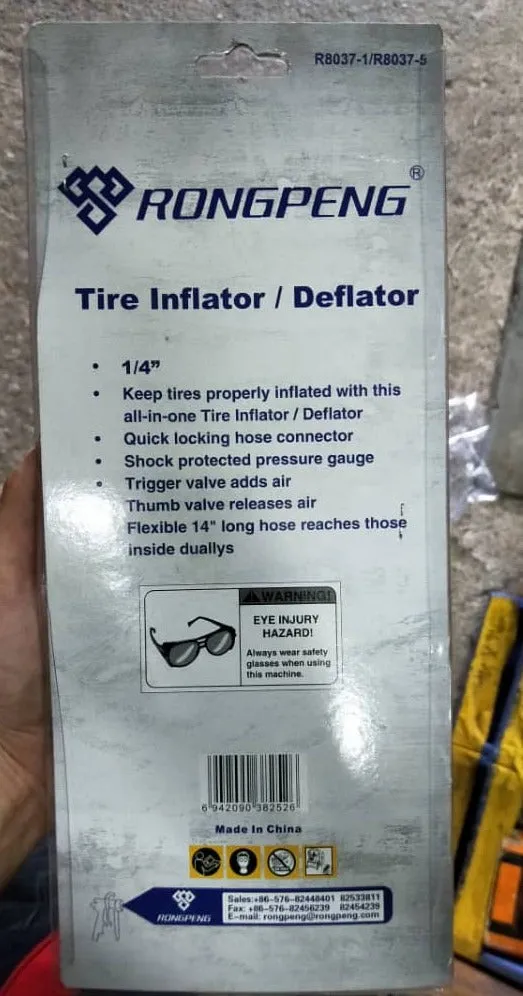 R8037-1/R8037-5
RONGPENG®
Tire Inflator / Deflator
• 1/4”
• Keep tires properly inflated with this
all-in-one Tire Inflator / Deflator
• Quick locking hose connector
• Shock protected pressure gauge
• Trigger valve adds air
Thumb valve releases air
Flexible 14" long hose reaches those
inside duallys
WARNING!
EYE INJURY
HAZARD!
Always wear safety
glasses when using
this machine.
6 942090 382526
Made In China
RONGPENG
Sales:+86-576-82448401 82533811
Fax: +86-576-82456239 82454239
E-mail: rongpeng@rongpeng.com